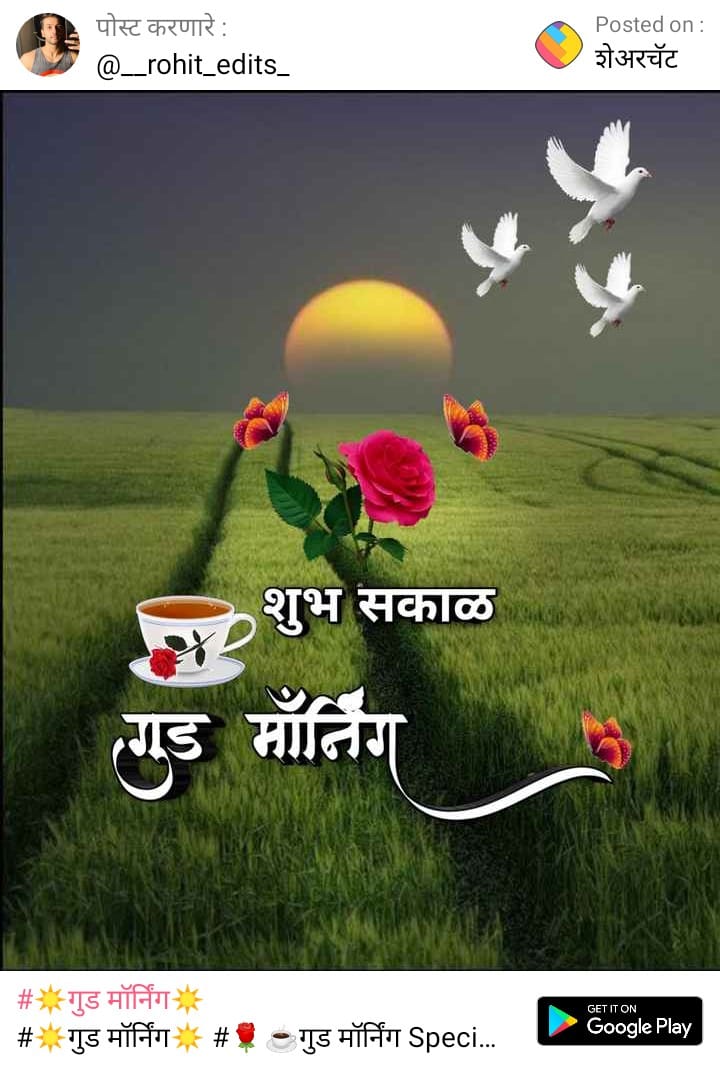 पोस्ट करणारे :
@__rohit_edits_
Posted on :
शेअरचॅट
शुभ सकाळ
गुड मॉर्निंग
#☀️गुड मॉर्निंग☀️
#☀️गुड मॉर्निंग☀️ #🌹☕गुड मॉर्निंग Speci...
GET IT ON
Google Play